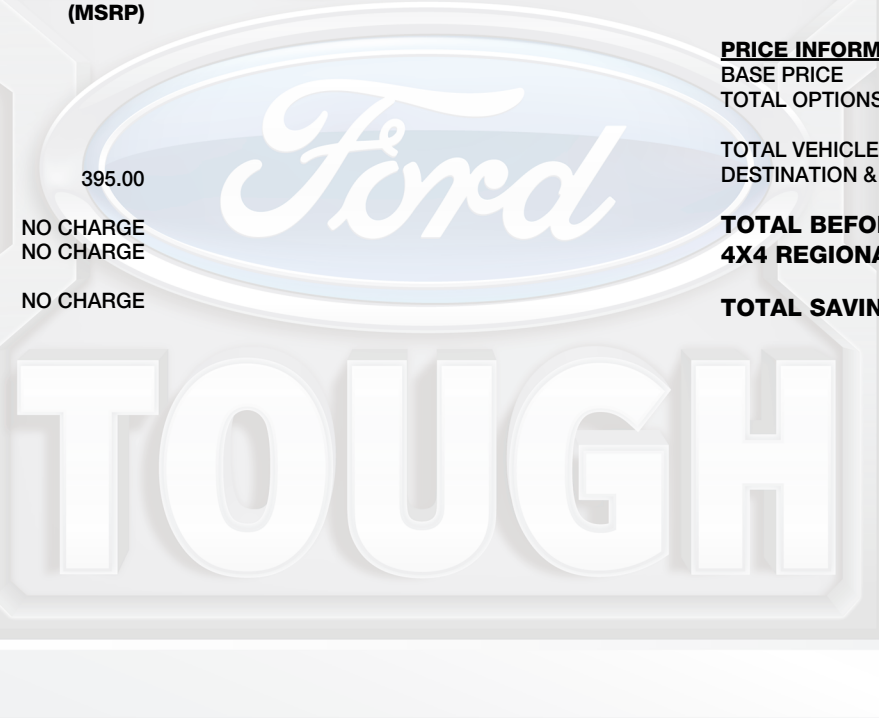 (MSRP)
395.00
NO CHARGE
NO CHARGE
NO CHARGE
PRICE INFORM
BASE PRICE
TOTAL OPTIONS
TOTAL VEHICLE
DESTINATION &
TOTAL BEFO
4X4 REGIONA
TOTAL SAVIN
Ford
TOUGH